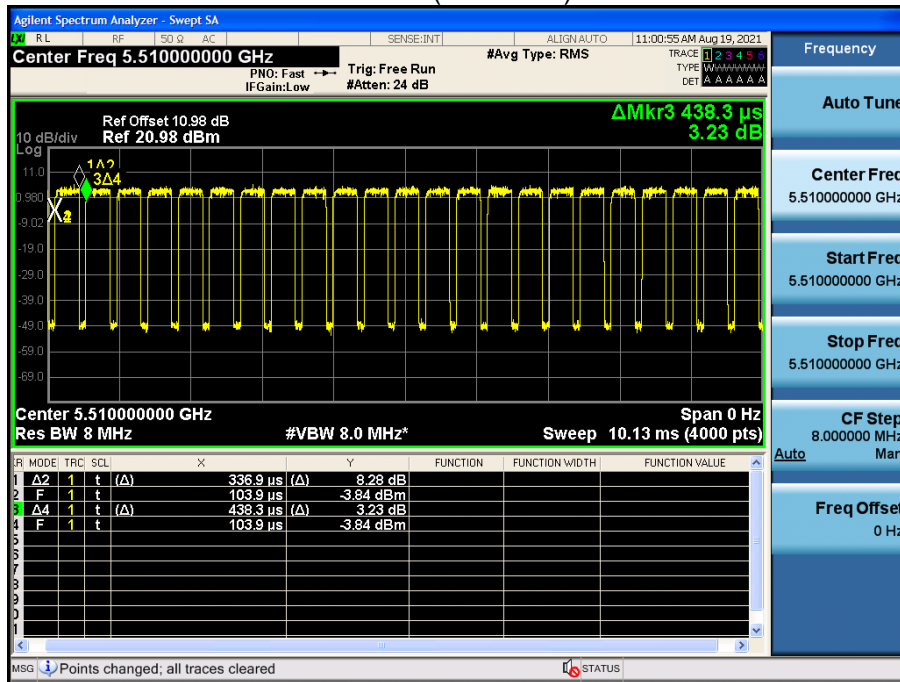 Agilent Spectrum Analyzer - Swept SA
LXI RL RF 50 Ω AC SENSE:INT ALIGN AUTO 11:00:55 AM Aug 19, 2021
Center Freq 5.510000000 GHz #Avg Type: RMS TRACE 1 2 3 4 5 6
PNO: Fast Trig: Free Run TYPE WWWWWW
IFGain:Low #Atten: 24 dB DET A A A A A A
Frequency
Ref Offset 10.98 dB ΔMkr3 438.3 µs
10 dB/div Ref 20.98 dBm 3.23 dB
Log
1Δ2
11.0
3Δ4
0.980
-9.02
-19.0
-29.0
-39.0
-49.0
-59.0
-69.0
Center 5.510000000 GHz Span 0 Hz
Res BW 8 MHz #VBW 8.0 MHz* Sweep 10.13 ms (4000 pts)
MODE TRC SCL X Y FUNCTION FUNCTION WIDTH FUNCTION VALUE
1 Δ2 1 t (Δ) 336.9 µs (Δ) 8.28 dB
2 F 1 t 103.9 µs -3.84 dBm
3 Δ4 1 t (Δ) 438.3 µs (Δ) 3.23 dB
4 F 1 t 103.9 µs -3.84 dBm
5
6
7
8
9
MSG Points changed; all traces cleared STATUS
Auto Tune
Center Freq
5.510000000 GHz
Start Freq
5.510000000 GHz
Stop Freq
5.510000000 GHz
CF Step
8.000000 MHz
Auto Man
Freq Offset
0 Hz